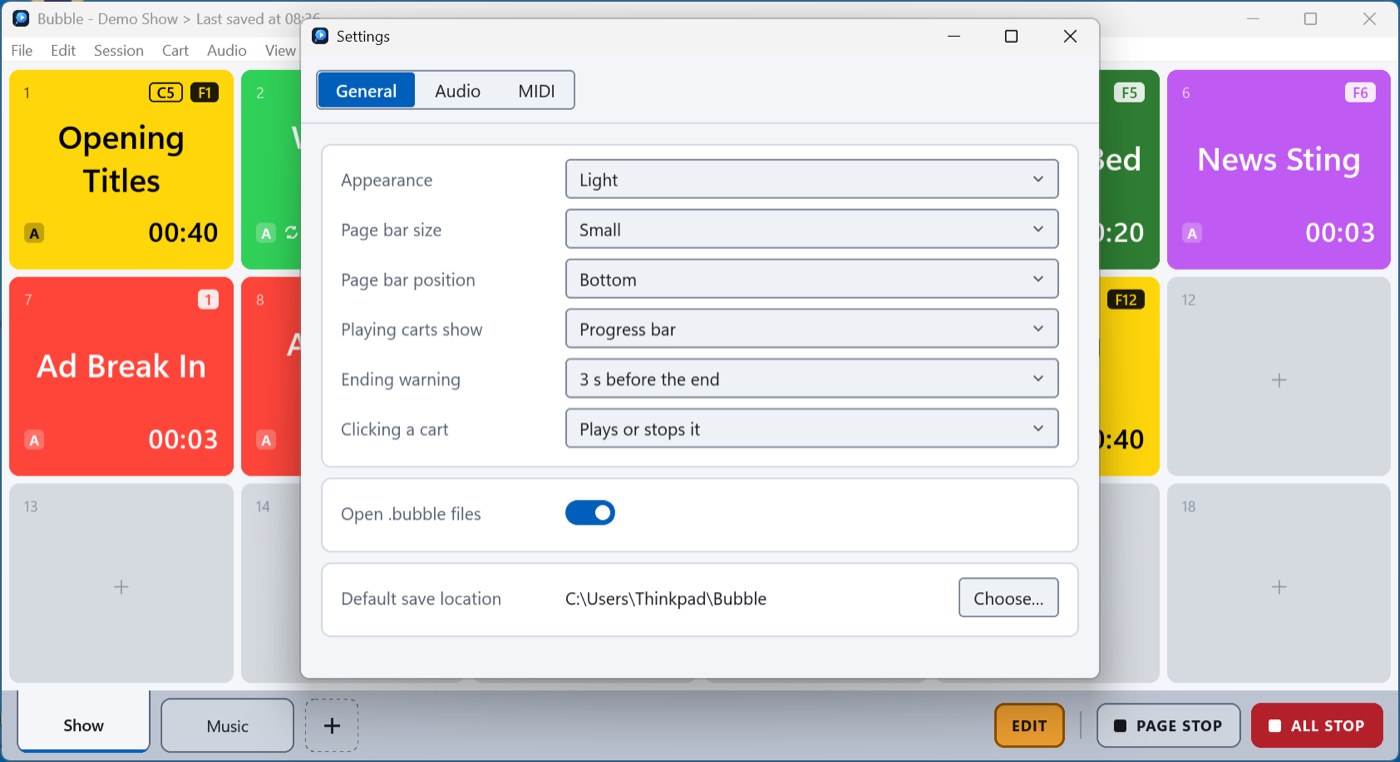 Bubble - Demo Show > Last saved at 08:
Settings
File Edit Session Cart Audio View
General Audio MIDI
1 C5 F1
Opening
Titles
A 00:40
2
A
F5
Bed
:20
6 F6
News Sting
A 00:03
Appearance Light
Page bar size Small
Page bar position Bottom
Playing carts show Progress bar
Ending warning 3 s before the end
Clicking a cart Plays or stops it
Open .bubble files
Default save location C:\Users\Thinkpad\Bubble Choose...
7 1
Ad Break In
A 00:03
8
A
A
F12
:40
12
+
13
+
14
18
+
Show Music + EDIT PAGE STOP ALL STOP